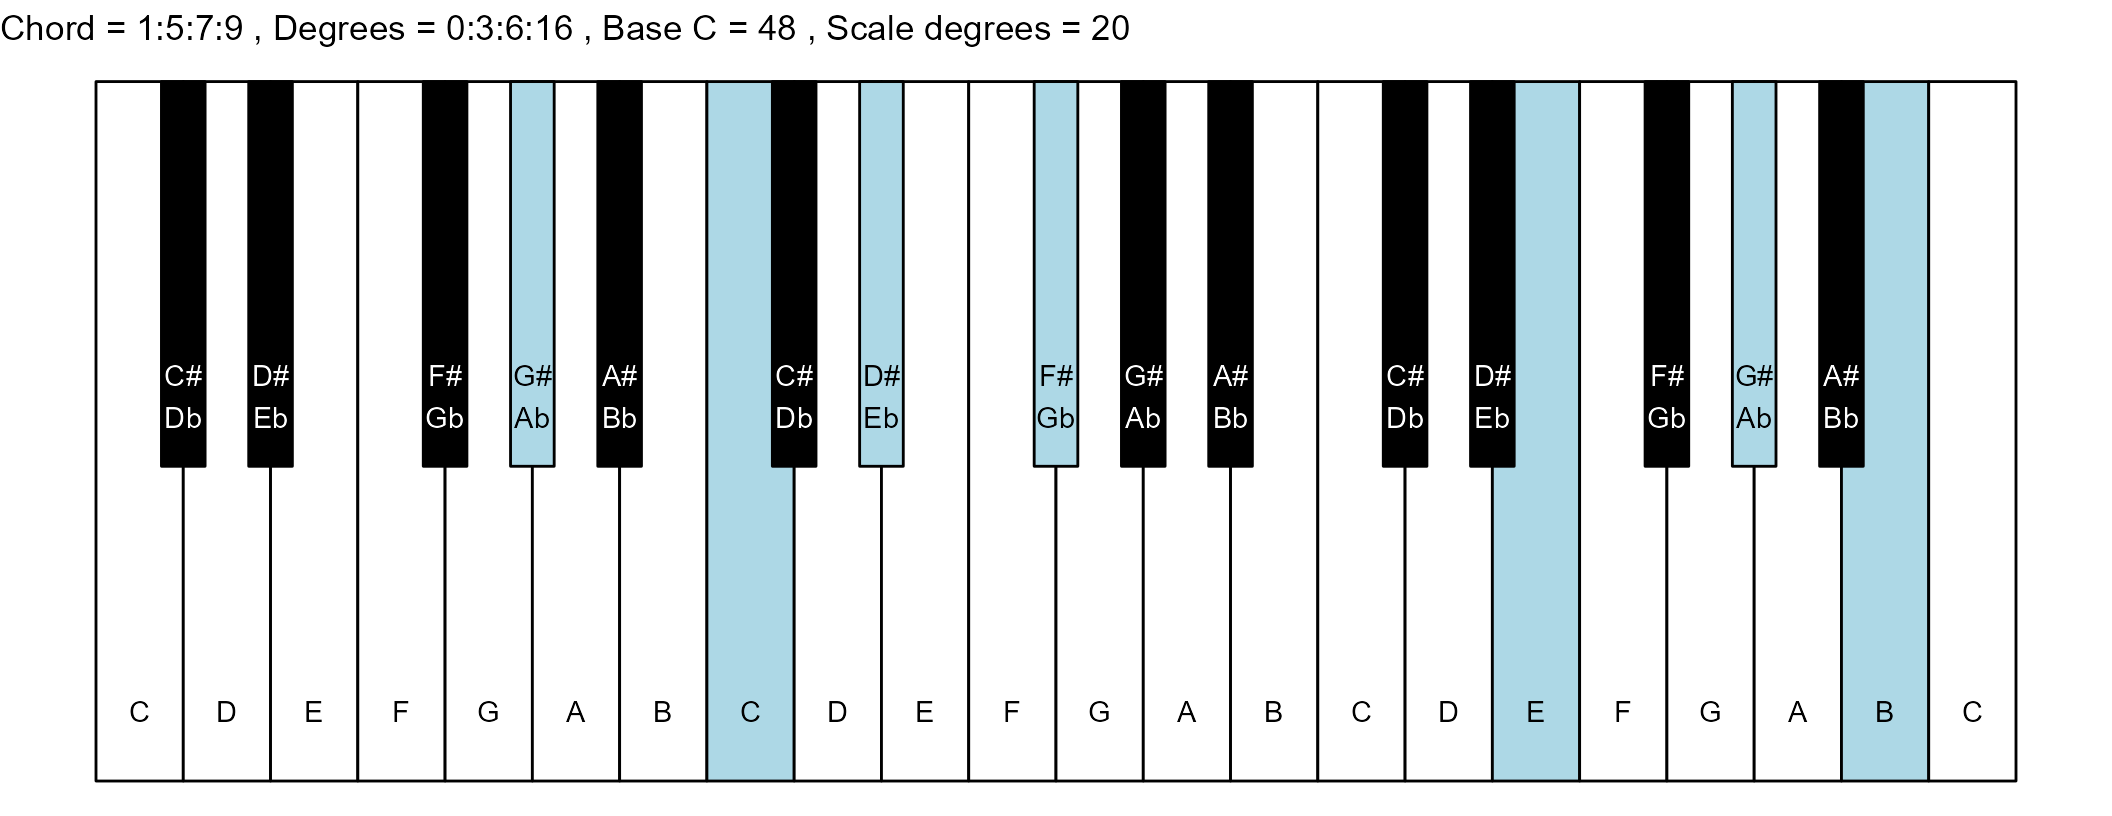 Chord = 1:5:7:9 , Degrees = 0:3:6:16 , Base C = 48 , Scale degrees = 20
C# D# F# G# A# C# D# F# G# A# C# D# F# G# A#
Db Eb Gb Ab Bb Db Eb Gb Ab Bb Db Eb Gb Ab Bb
C D E F G A B C D E F G A B C D E F G A B C